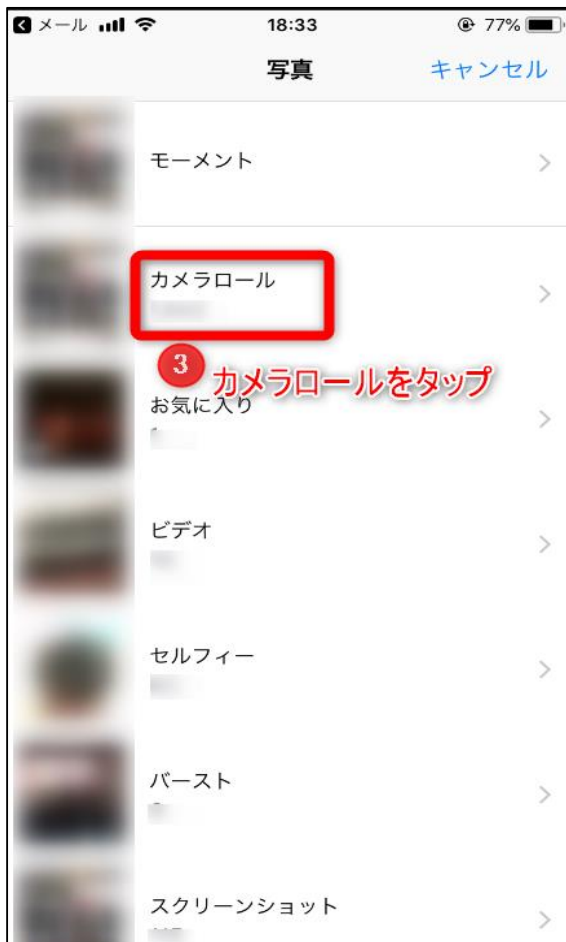 メール 18:33 77%
写真 キャンセル
モーメント
カメラロール
3 カメラロールをタップ
お気に入り
ビデオ
セルフィー
バースト
スクリーンショット